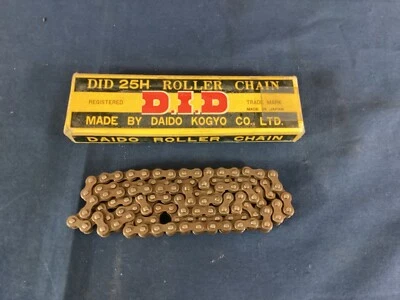 DID 25H ROLLER CHAIN
REGISTERED D.I.D TRADE MARK
MADE IN JAPAN
MADE BY DAIDO KOGYO CO., LTD.
DAIDO ROLLER CHAIN